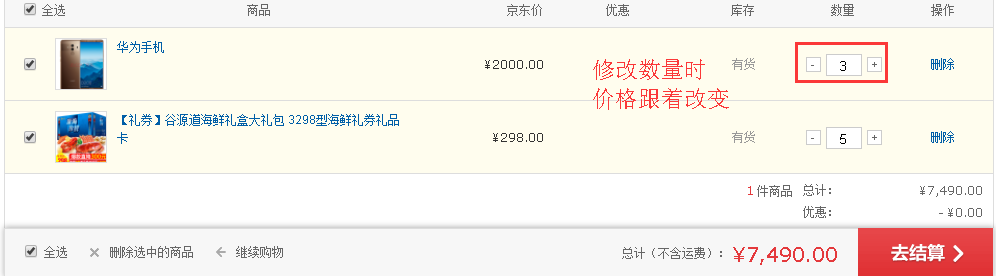 全选 商品 京东价 优惠 库存 数量 操作
华为手机
¥2000.00 有货 - 3 + 删除
修改数量时
价格跟着改变
【礼券】谷源道海鲜礼盒大礼包 3298型海鲜礼券礼品
卡
¥298.00 有货 - 5 + 删除
1 件商品 总计： ¥7,490.00
优惠： - ¥0.00
全选 删除选中的商品 继续购物 总计（不含运费）： ¥7,490.00 去结算